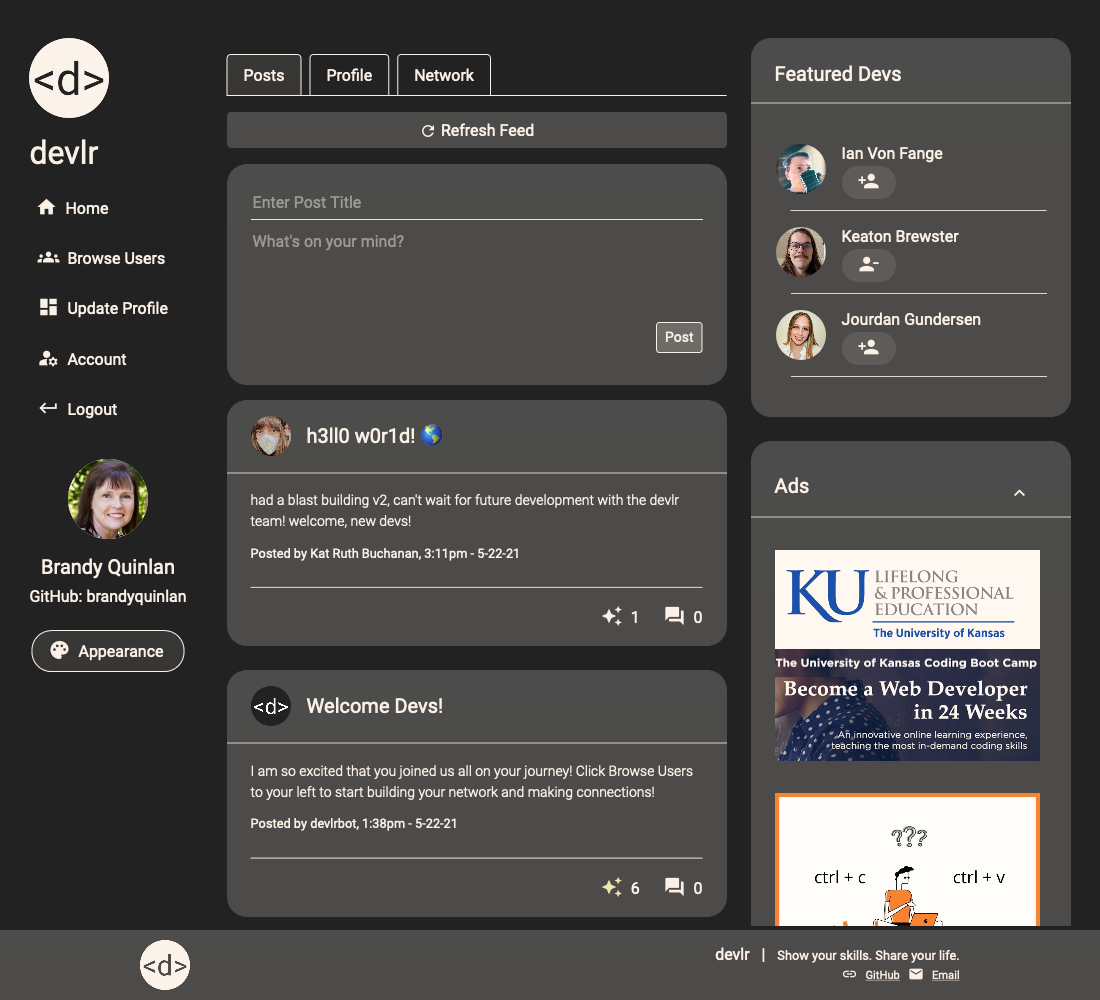 <d>
devlr
Home
Browse Users
Update Profile
Account
Logout
Brandy Quinlan
GitHub: brandyquinlan
Appearance
Posts
Profile
Network
Refresh Feed
Enter Post Title
What's on your mind?
Post
h3ll0 w0r1d! 🌎
had a blast building v2, can't wait for future development with the devlr
team! welcome, new devs!
Posted by Kat Ruth Buchanan, 3:11pm - 5-22-21
1
0
<d>
Welcome Devs!
I am so excited that you joined us all on your journey! Click Browse Users
to your left to start building your network and making connections!
Posted by devlrbot, 1:38pm - 5-22-21
6
0
Featured Devs
Ian Von Fange
Keaton Brewster
Jourdan Gundersen
Ads
KU
LIFELONG
& PROFESSIONAL
EDUCATION
The University of Kansas
The University of Kansas Coding Boot Camp
Become a Web Developer
in 24 Weeks
An innovative online learning experience,
teaching the most in-demand coding skills
???
ctrl + c
ctrl + v
<d>
devlr | Show your skills. Share your life.
GitHub Email